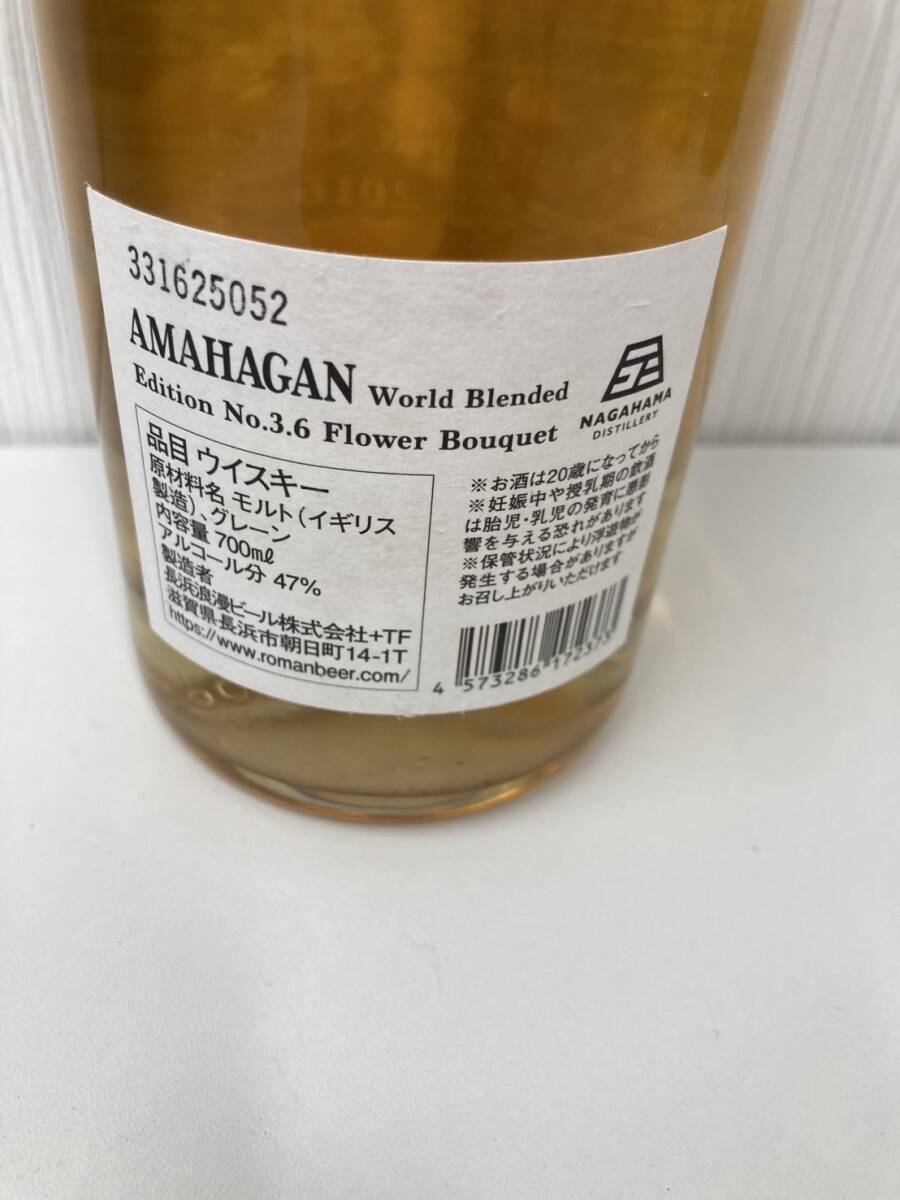 331625052
AMAHAGAN World Blended
Edition No.3.6 Flower Bouquet
NAGAHAMA
DISTILLERY
品目 ウイスキー
原材料名 モルト(イギリス
製造)、グレーン
内容量 700mℓ
アルコール分 47%
製造者
長浜浪漫ビール株式会社+TF
滋賀県長浜市朝日町14-1T
https://www.romanbeer.com/
※お酒は20歳になってから
※妊娠中や授乳期の飲酒
は胎児・乳児の発育に悪影
響を与える恐れがあります
※保管状況により浮遊物が
発生する場合がありますが
お召し上がりいただけます
4 573286 172373